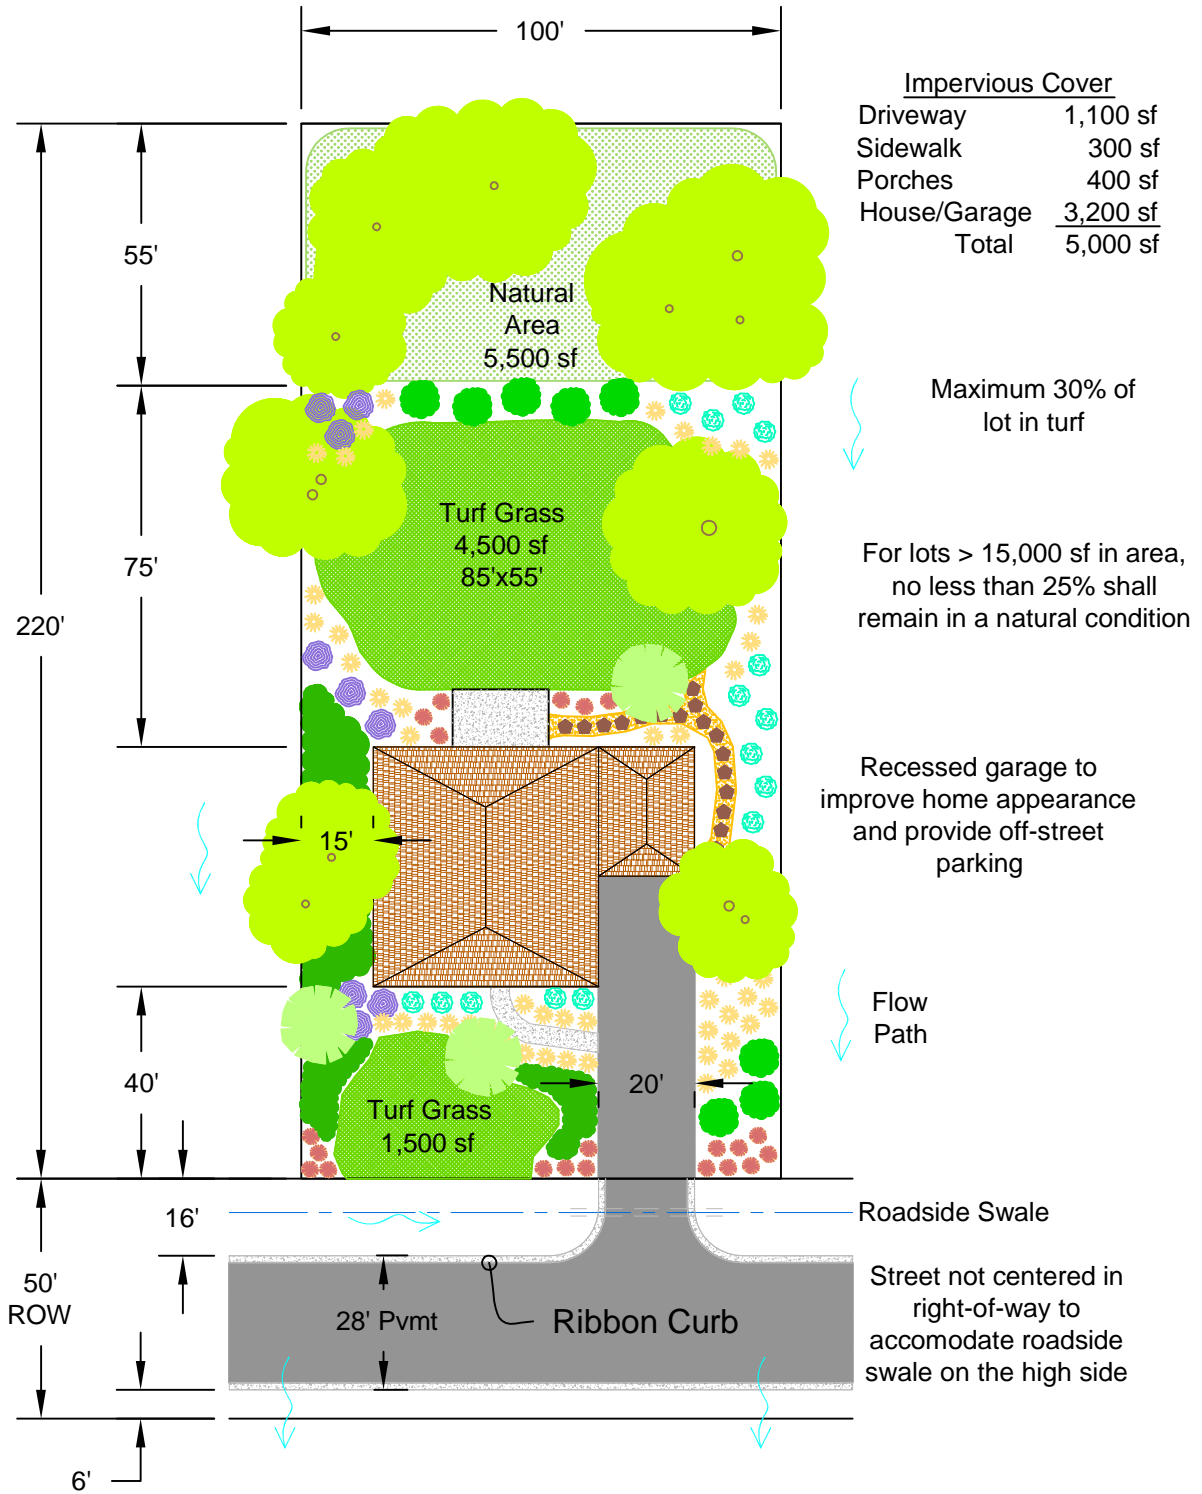 100'
Impervious Cover
Driveway 1,100 sf
Sidewalk 300 sf
Porches 400 sf
House/Garage 3,200 sf
Total 5,000 sf
55'
Natural
Area
5,500 sf
Maximum 30% of
lot in turf
Turf Grass
4,500 sf
85'x55'
75'
For lots > 15,000 sf in area,
no less than 25% shall
remain in a natural condition
220'
Recessed garage to
improve home appearance
and provide off-street
parking
15'
Flow
Path
40'
20'
Turf Grass
1,500 sf
16'
Roadside Swale
50'
ROW
28' Pvmt
Ribbon Curb
Street not centered in
right-of-way to
accomodate roadside
swale on the high side
6'